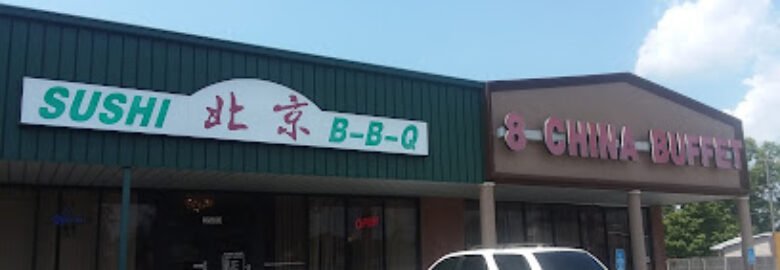 SUSHI 北京 B-B-Q
8 CHINA BUFFET
OPEN